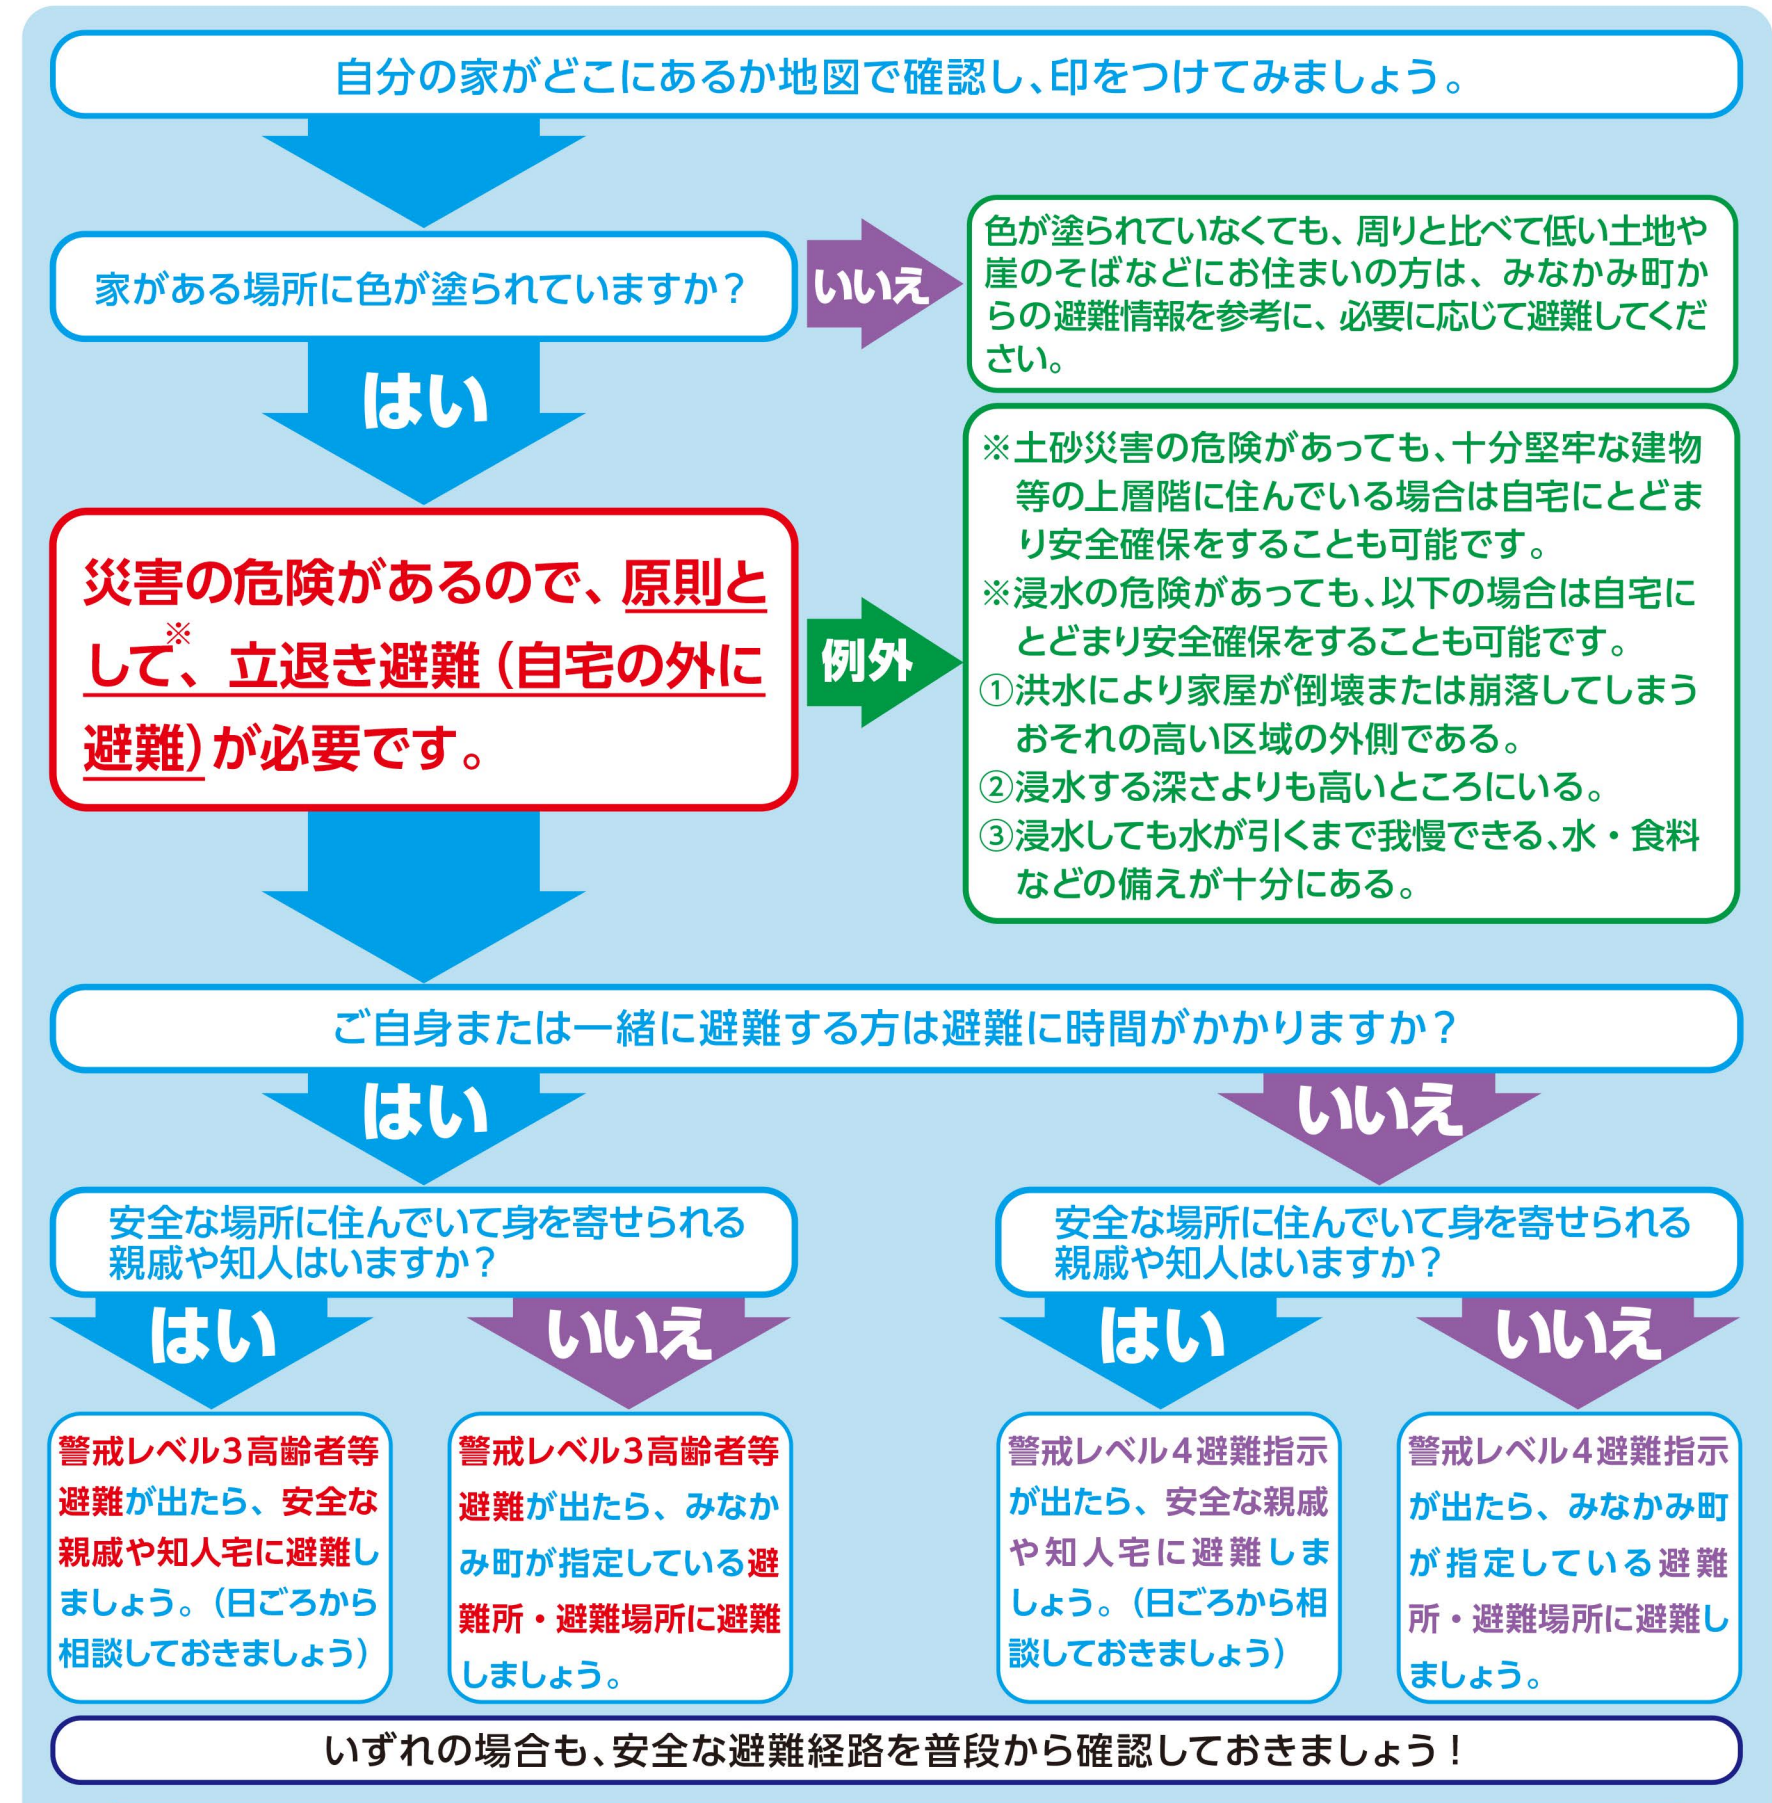 自分の家がどこにあるか地図で確認し、印をつけてみましょう。
家がある場所に色が塗られていますか？
いいえ
色が塗られていなくても、周りと比べて低い土地や
崖のそばなどにお住まいの方は、みなかみ町か
らの避難情報を参考に、必要に応じて避難してくだ
さい。
はい
災害の危険があるので、原則と
して※、立退き避難（自宅の外に
避難）が必要です。
例外
※土砂災害の危険があっても、十分堅牢な建物
等の上層階に住んでいる場合は自宅にとどま
り安全確保をすることも可能です。
※浸水の危険があっても、以下の場合は自宅に
とどまり安全確保をすることも可能です。
①洪水により家屋が倒壊または崩落してしまう
おそれの高い区域の外側である。
②浸水する深さよりも高いところにいる。
③浸水しても水が引くまで我慢できる、水・食料
などの備えが十分にある。
ご自身または一緒に避難する方は避難に時間がかかりますか？
はい
いいえ
安全な場所に住んでいて身を寄せられる
親戚や知人はいますか？
安全な場所に住んでいて身を寄せられる
親戚や知人はいますか？
はい
いいえ
はい
いいえ
警戒レベル3高齢者等
避難が出たら、安全な
親戚や知人宅に避難し
ましょう。（日ごろから
相談しておきましょう）
警戒レベル3高齢者等
避難が出たら、みなか
み町が指定している避
難所・避難場所に避難
しましょう。
警戒レベル4避難指示
が出たら、安全な親戚
や知人宅に避難しま
しょう。（日ごろから相
談しておきましょう）
警戒レベル4避難指示
が出たら、みなかみ町
が指定している避難
所・避難場所に避難し
ましょう。
いずれの場合も、安全な避難経路を普段から確認しておきましょう！